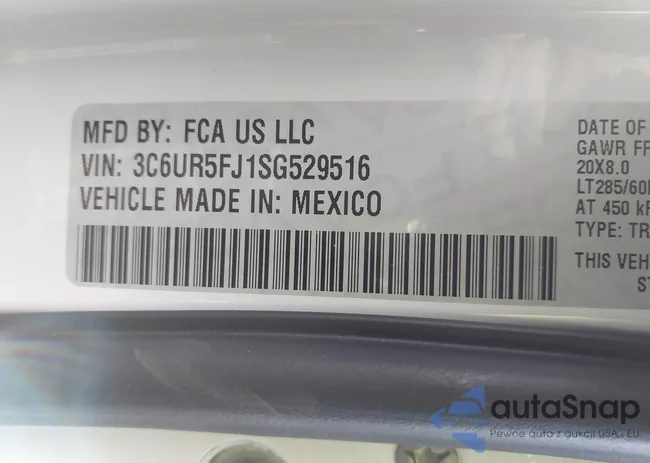 MFD BY: FCA US LLC
VIN: 3C6UR5FJ1SG529516
VEHICLE MADE IN: MEXICO
DATE OF
GAWR FR
20X8.0
LT285/60
AT 450 k
TYPE: TR
THIS VEH
ST
autaSnap
Pewne auta z aukcji USA i EU